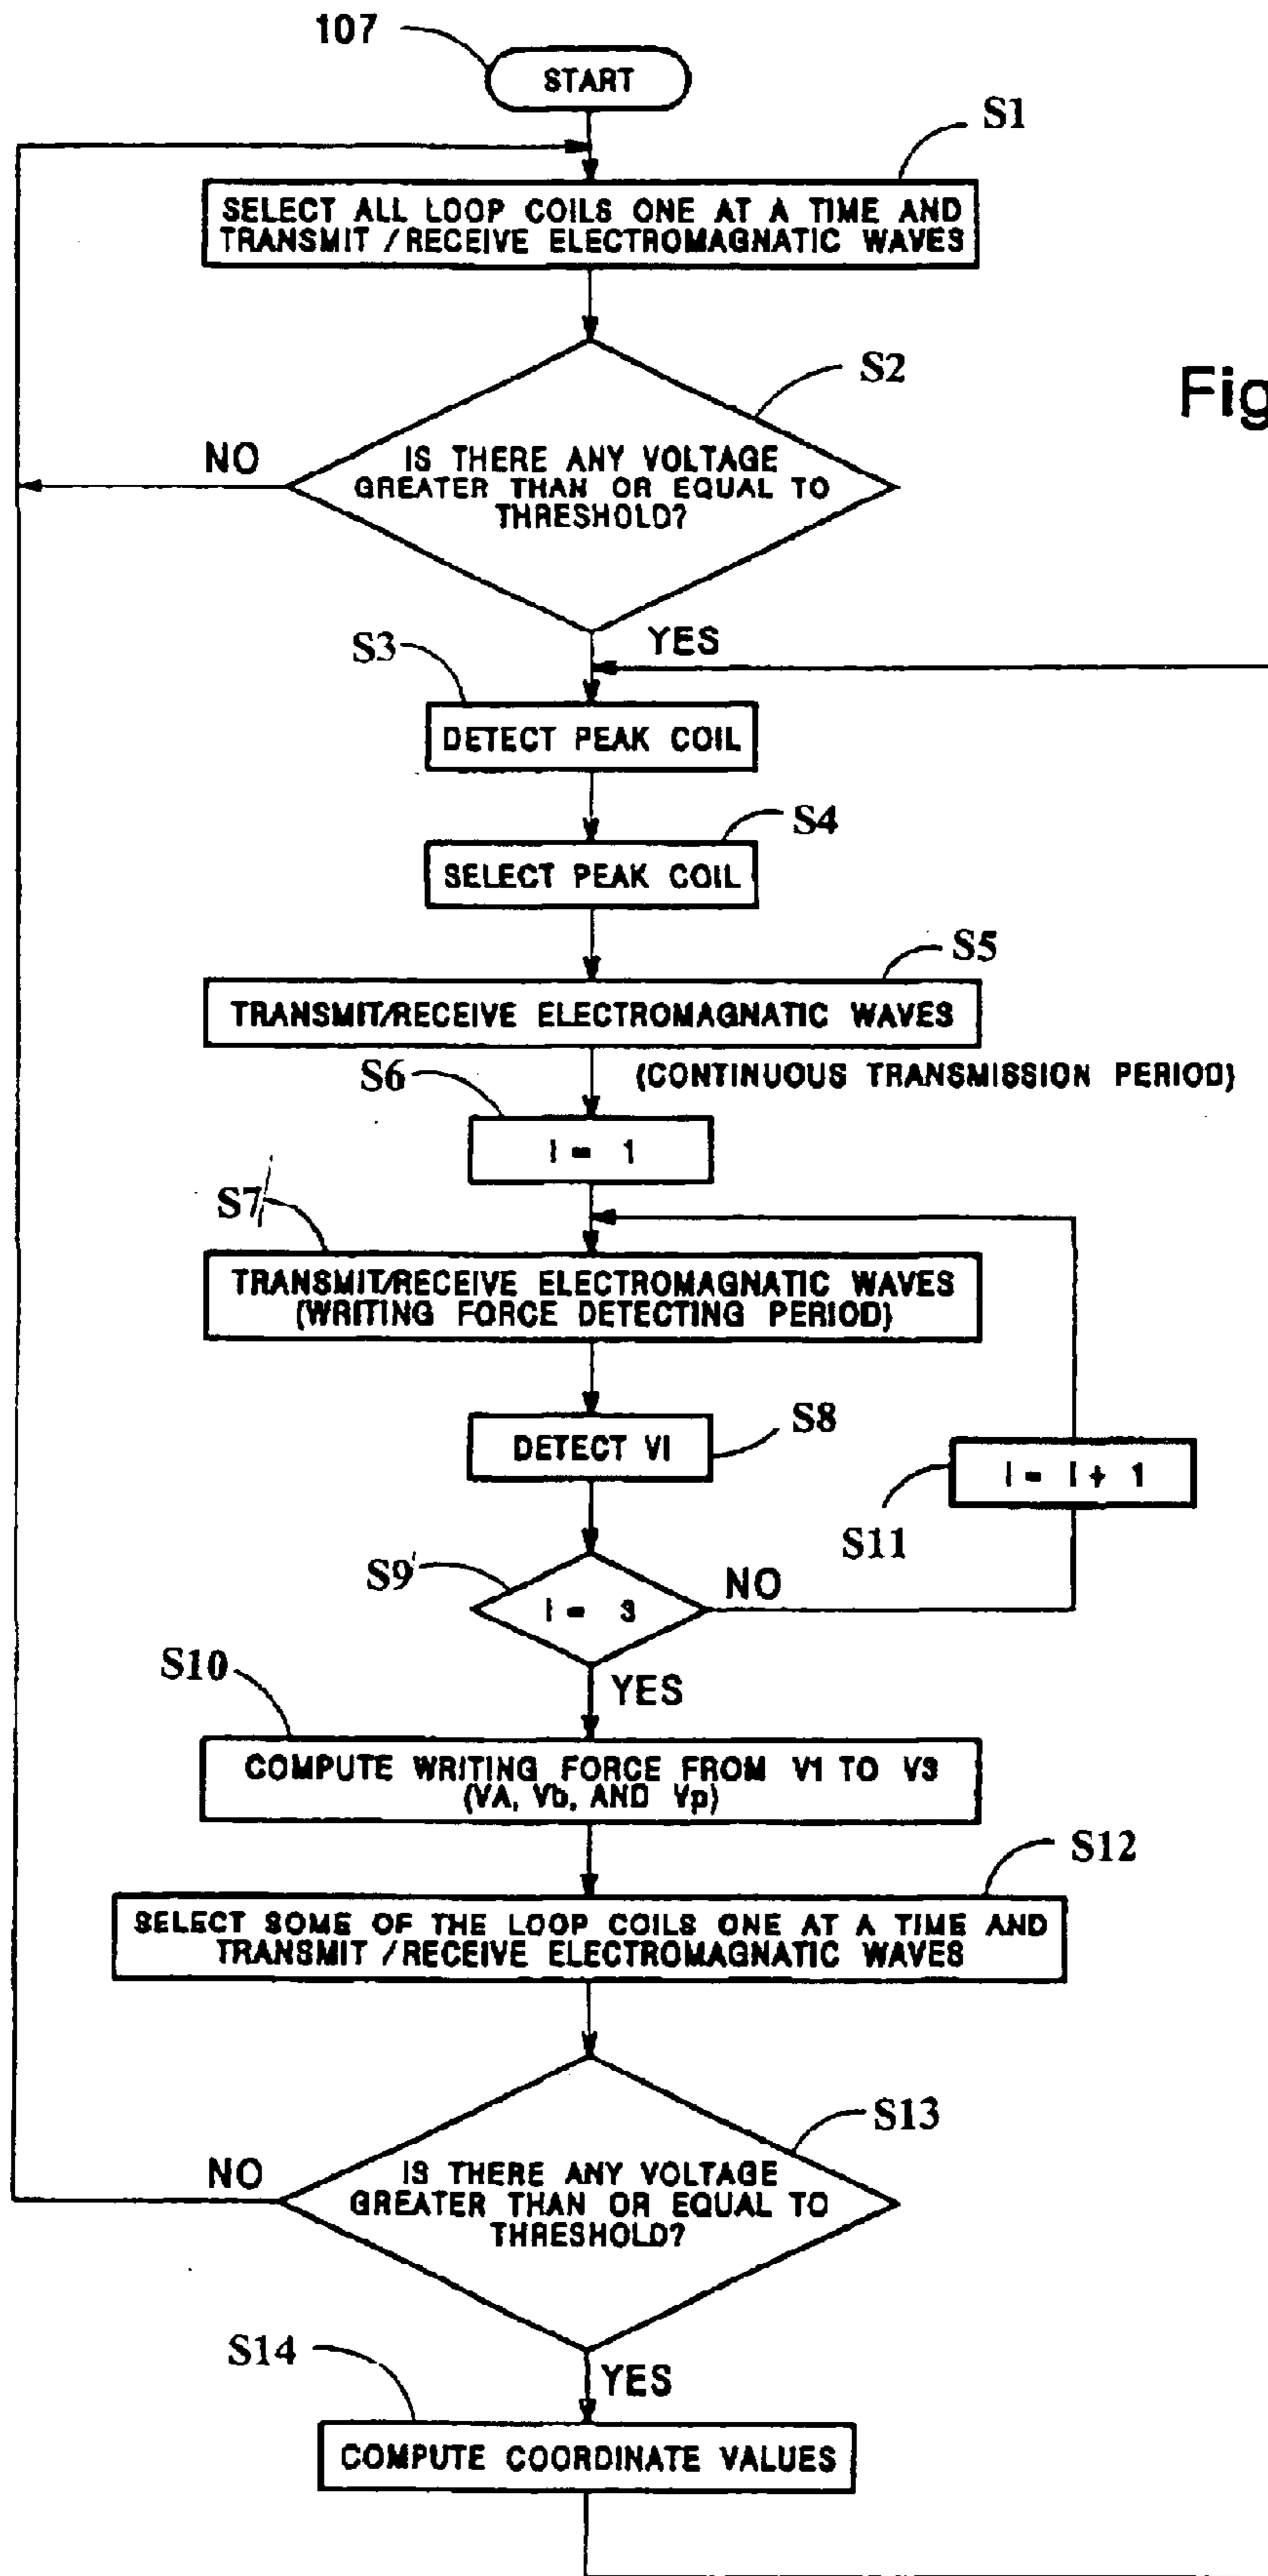 107
START
S1
SELECT ALL LOOP COILS ONE AT A TIME AND
TRANSMIT / RECEIVE ELECTROMAGNATIC WAVES
S2
Fig
IS THERE ANY VOLTAGE
GREATER THAN OR EQUAL TO
THRESHOLD?
NO
YES
S3
DETECT PEAK COIL
S4
SELECT PEAK COIL
S5
TRANSMIT/RECEIVE ELECTROMAGNATIC WAVES
(CONTINUOUS TRANSMISSION PERIOD)
S6
I = 1
S7
TRANSMIT/RECEIVE ELECTROMAGNATIC WAVES
(WRITING FORCE DETECTING PERIOD)
S8
DETECT VI
I = I + 1
S11
S9
I = 3
NO
YES
S10
COMPUTE WRITING FORCE FROM V1 TO V3
(VA, Vb, AND Vp)
S12
SELECT SOME OF THE LOOP COILS ONE AT A TIME AND
TRANSMIT / RECEIVE ELECTROMAGNATIC WAVES
S13
IS THERE ANY VOLTAGE
GREATER THAN OR EQUAL TO
THRESHOLD?
NO
YES
S14
COMPUTE COORDINATE VALUES